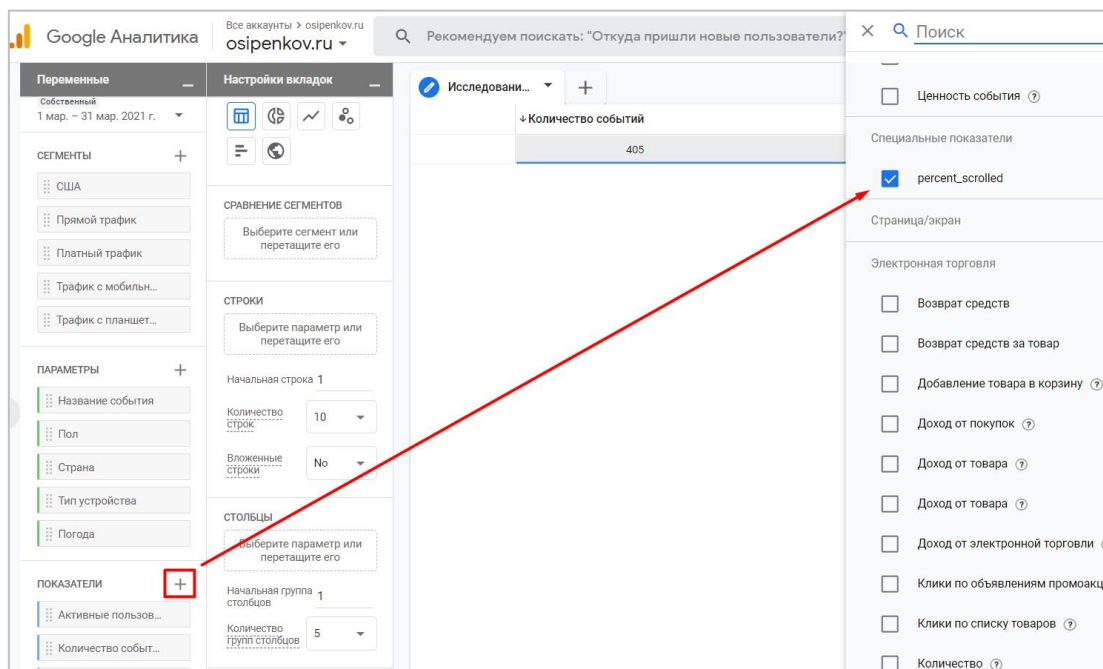 Google Аналитика
Все аккаунты > osipenkov.ru
osipenkov.ru
Рекомендуем поискать: "Откуда пришли новые пользователи?"
Поиск
Переменные
Собственный
1 мар. – 31 мар. 2021 г.
СЕГМЕНТЫ
США
Прямой трафик
Платный трафик
Трафик с мобильн...
Трафик с планшет...
ПАРАМЕТРЫ
Название события
Пол
Страна
Тип устройства
Погода
ПОКАЗАТЕЛИ
Активные пользов...
Количество событ...
Настройки вкладок
СРАВНЕНИЕ СЕГМЕНТОВ
Выберите сегмент или
перетащите его
СТРОКИ
Выберите параметр или
перетащите его
Начальная строка 1
Количество
строк
10
Вложенные
строки
No
СТОЛБЦЫ
Выберите параметр или
перетащите его
Начальная группа
столбцов
1
Количество
групп столбцов
5
Исследовани...
↓Количество событий
405
Ценность события
Специальные показатели
percent_scrolled
Страница/экран
Электронная торговля
Возврат средств
Возврат средств за товар
Добавление товара в корзину
Доход от покупок
Доход от товара
Доход от товара
Доход от электронной торговли
Клики по объявлениям промоакц
Клики по списку товаров
Количество